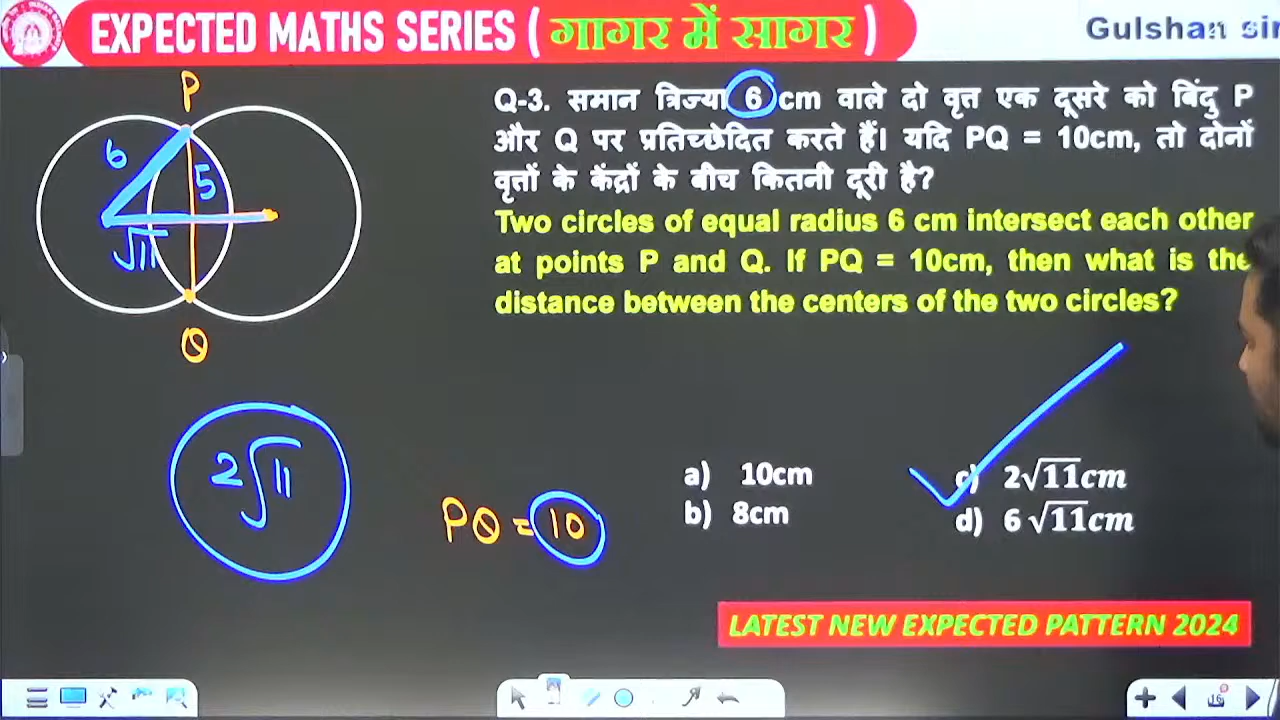 EXPECTED MATHS SERIES ( गागर में सागर )
Gulshan sir
P
6
5
√11
Q
Q-3. समान त्रिज्या 6 cm वाले दो वृत्त एक दूसरे को बिंदु P
और Q पर प्रतिच्छेदित करते हैं। यदि PQ = 10cm, तो दोनों
वृत्तों के केंद्रों के बीच कितनी दूरी है?
Two circles of equal radius 6 cm intersect each other
at points P and Q. If PQ = 10cm, then what is the
distance between the centers of the two circles?
2√11
PQ = 10
a) 10cm
b) 8cm
c) 2√11cm
d) 6 √11cm
LATEST NEW EXPECTED PATTERN 2024
16